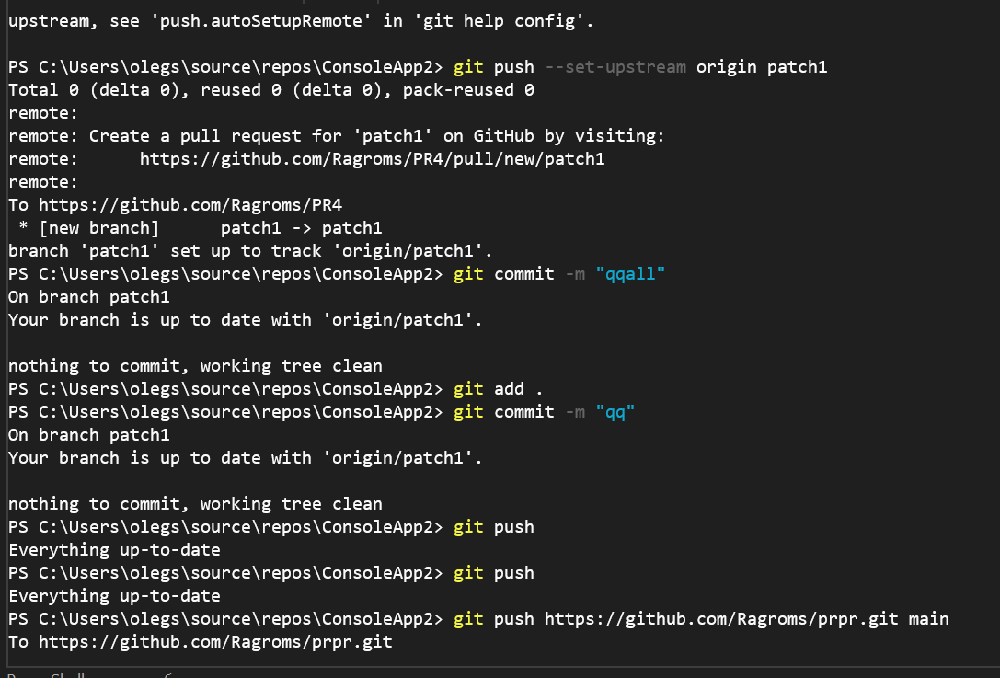 upstream, see 'push.autoSetupRemote' in 'git help config'.
PS C:\Users\olegs\source\repos\ConsoleApp2> git push --set-upstream origin patch1
Total 0 (delta 0), reused 0 (delta 0), pack-reused 0
remote:
remote: Create a pull request for 'patch1' on GitHub by visiting:
remote:      https://github.com/Ragroms/PR4/pull/new/patch1
remote:
To https://github.com/Ragroms/PR4
 * [new branch]      patch1 -> patch1
branch 'patch1' set up to track 'origin/patch1'.
PS C:\Users\olegs\source\repos\ConsoleApp2> git commit -m "qqall"
On branch patch1
Your branch is up to date with 'origin/patch1'.
nothing to commit, working tree clean
PS C:\Users\olegs\source\repos\ConsoleApp2> git add .
PS C:\Users\olegs\source\repos\ConsoleApp2> git commit -m "qq"
On branch patch1
Your branch is up to date with 'origin/patch1'.
nothing to commit, working tree clean
PS C:\Users\olegs\source\repos\ConsoleApp2> git push
Everything up-to-date
PS C:\Users\olegs\source\repos\ConsoleApp2> git push
Everything up-to-date
PS C:\Users\olegs\source\repos\ConsoleApp2> git push https://github.com/Ragroms/prpr.git main
To https://github.com/Ragroms/prpr.git